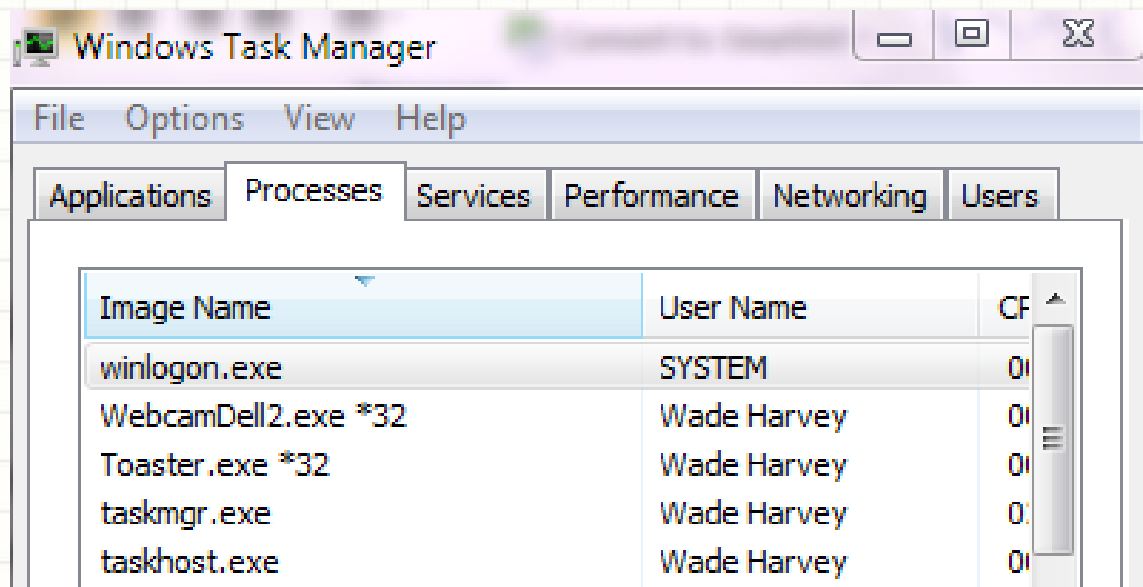 Windows Task Manager
File Options View Help
Applications Processes Services Performance Networking Users
Image Name User Name
winlogon.exe SYSTEM
WebcamDell2.exe *32 Wade Harvey
Toaster.exe *32 Wade Harvey
taskmgr.exe Wade Harvey
taskhost.exe Wade Harvey